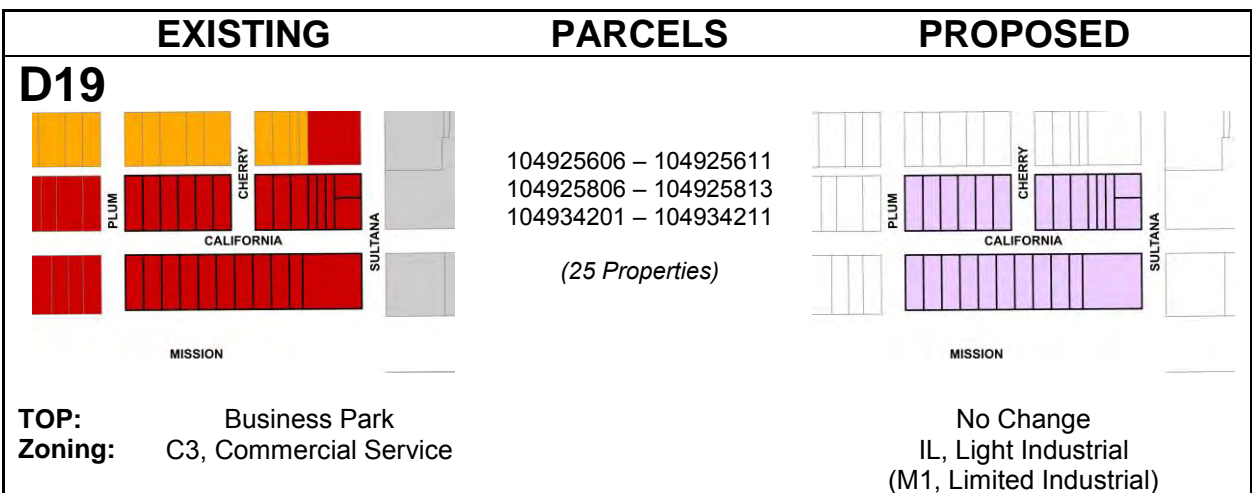 EXISTING PARCELS PROPOSED
D19
PLUM
CHERRY
CALIFORNIA
SULTANA
MISSION
104925606 – 104925611
104925806 – 104925813
104934201 – 104934211
(25 Properties)
PLUM
CHERRY
CALIFORNIA
SULTANA
MISSION
TOP: Business Park No Change
Zoning: C3, Commercial Service IL, Light Industrial
(M1, Limited Industrial)